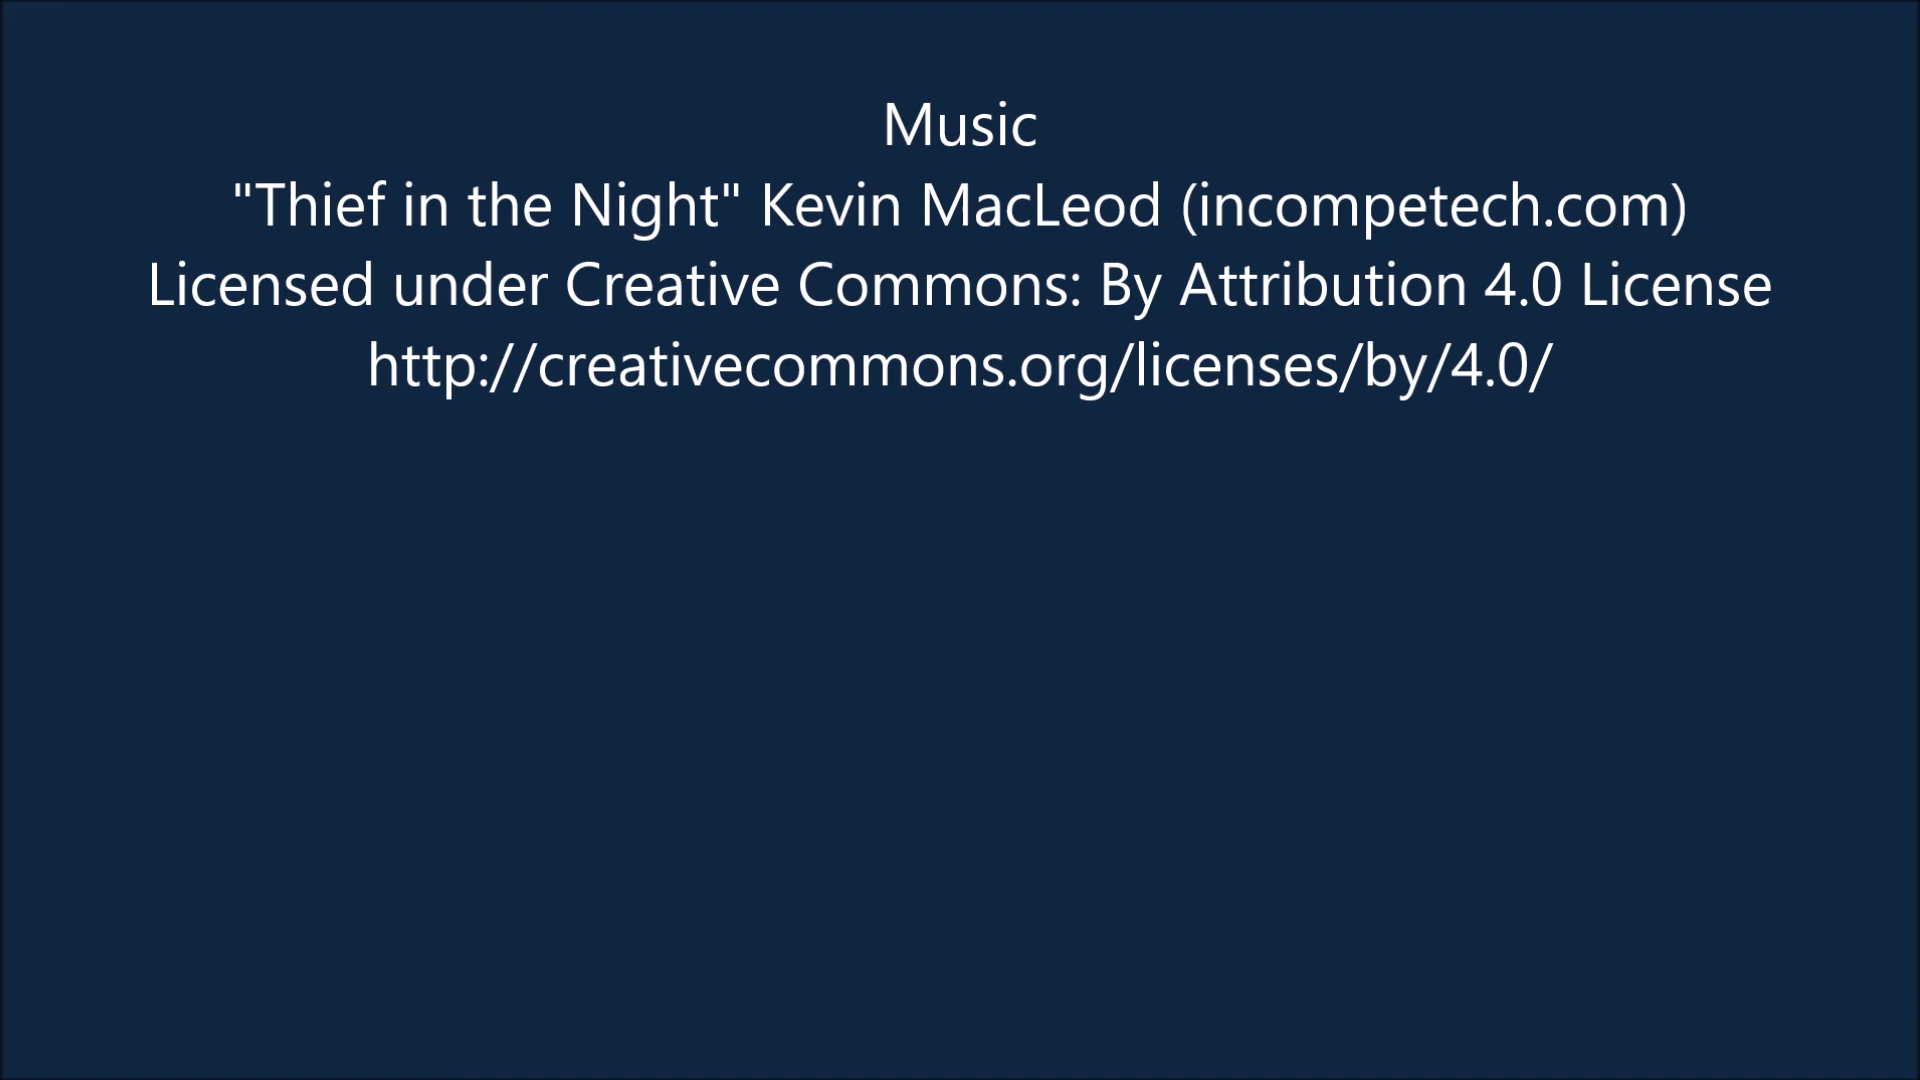 Music
"Thief in the Night" Kevin MacLeod (incompetech.com)
Licensed under Creative Commons: By Attribution 4.0 License
http://creativecommons.org/licenses/by/4.0/